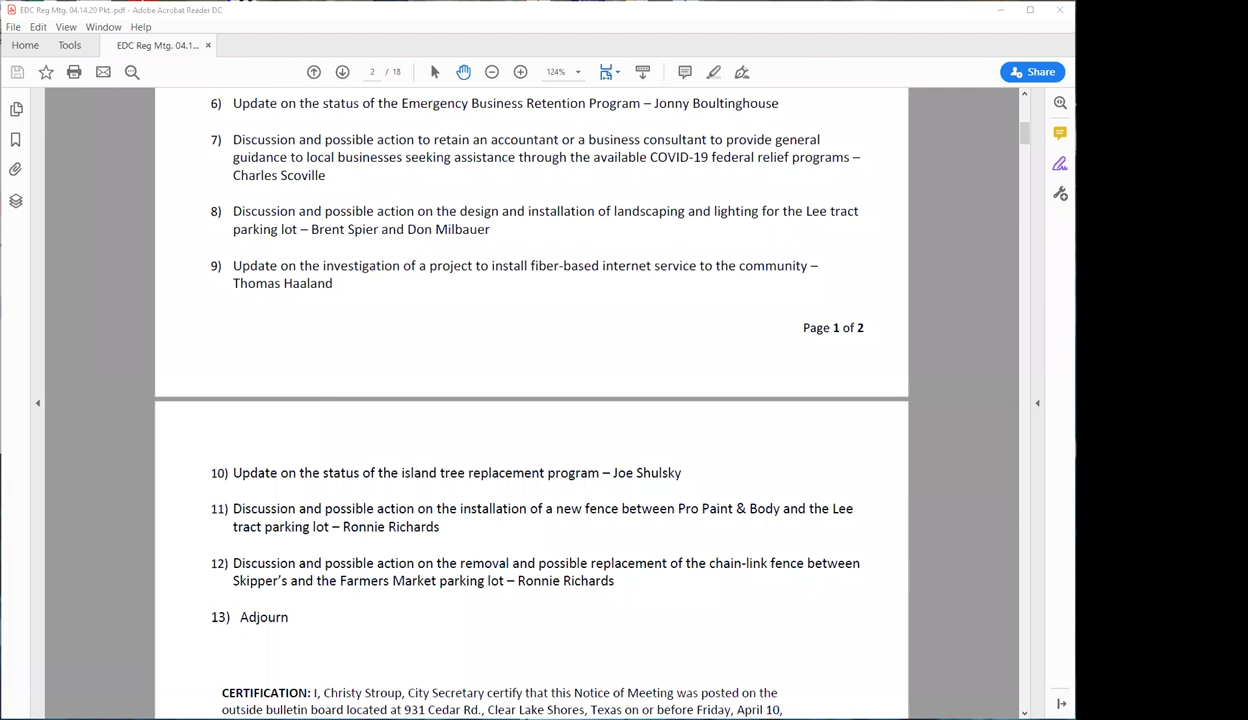 EDC Reg Mtg. 04.14.20 Pkt..pdf - Adobe Acrobat Reader DC
File Edit View Window Help
Home Tools EDC Reg Mtg. 04.1... ×
2 / 18 124% Share
6) Update on the status of the Emergency Business Retention Program – Jonny Boultinghouse
7) Discussion and possible action to retain an accountant or a business consultant to provide general
guidance to local businesses seeking assistance through the available COVID-19 federal relief programs –
Charles Scoville
8) Discussion and possible action on the design and installation of landscaping and lighting for the Lee tract
parking lot – Brent Spier and Don Milbauer
9) Update on the investigation of a project to install fiber-based internet service to the community –
Thomas Haaland
Page 1 of 2
10) Update on the status of the island tree replacement program – Joe Shulsky
11) Discussion and possible action on the installation of a new fence between Pro Paint & Body and the Lee
tract parking lot – Ronnie Richards
12) Discussion and possible action on the removal and possible replacement of the chain-link fence between
Skipper's and the Farmers Market parking lot – Ronnie Richards
13) Adjourn
CERTIFICATION: I, Christy Stroup, City Secretary certify that this Notice of Meeting was posted on the
outside bulletin board located at 931 Cedar Rd., Clear Lake Shores, Texas on or before Friday, April 10,